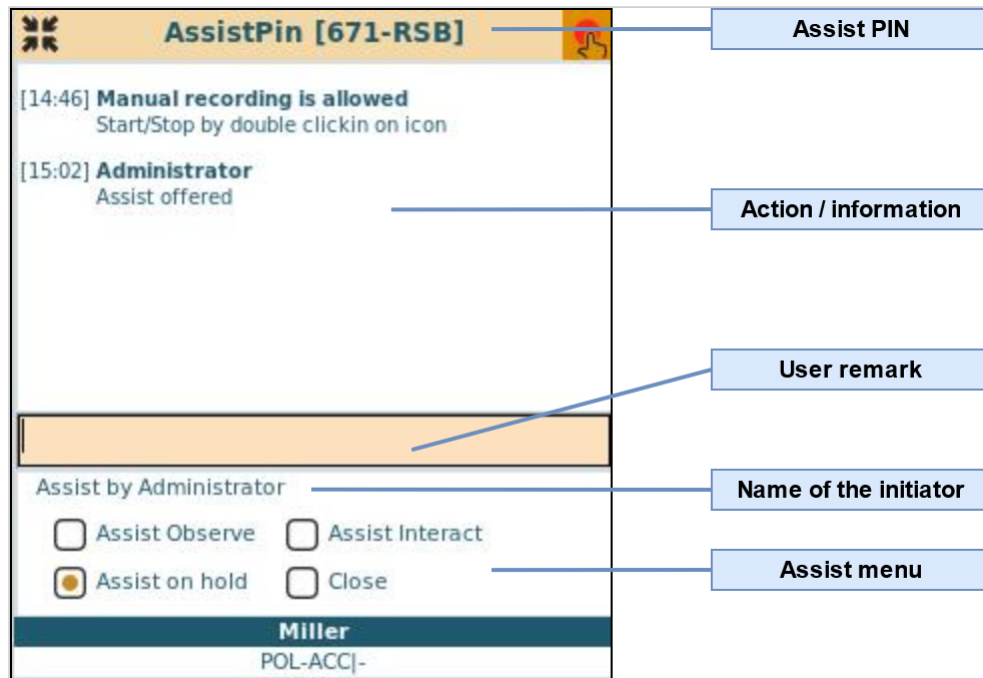 AssistPin [671-RSB]
Assist PIN
[14:46] Manual recording is allowed
Start/Stop by double clickin on icon
[15:02] Administrator
Assist offered
Action / information
User remark
Assist by Administrator
Name of the initiator
Assist Observe
Assist Interact
Assist on hold
Close
Assist menu
Miller
POL-ACC|-